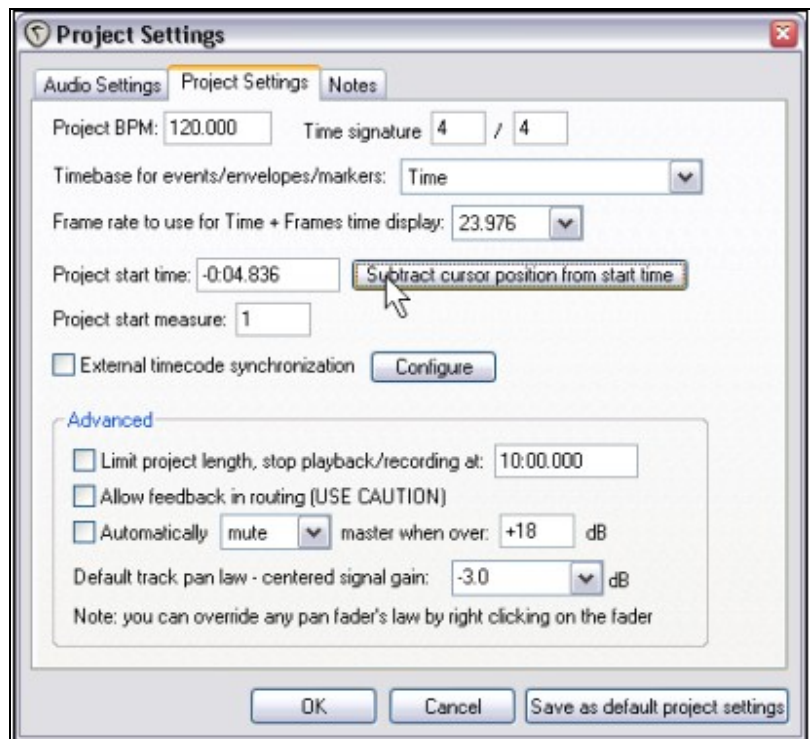 Project Settings
Audio Settings Project Settings Notes
Project BPM: 120.000 Time signature 4 / 4
Timebase for events/envelopes/markers: Time
Frame rate to use for Time + Frames time display: 23.976
Project start time: -0:04.836 Subtract cursor position from start time
Project start measure: 1
External timecode synchronization Configure
Advanced
Limit project length, stop playback/recording at: 10:00.000
Allow feedback in routing (USE CAUTION)
Automatically mute master when over: +18 dB
Default track pan law - centered signal gain: -3.0 dB
Note: you can override any pan fader's law by right clicking on the fader
OK Cancel Save as default project settings